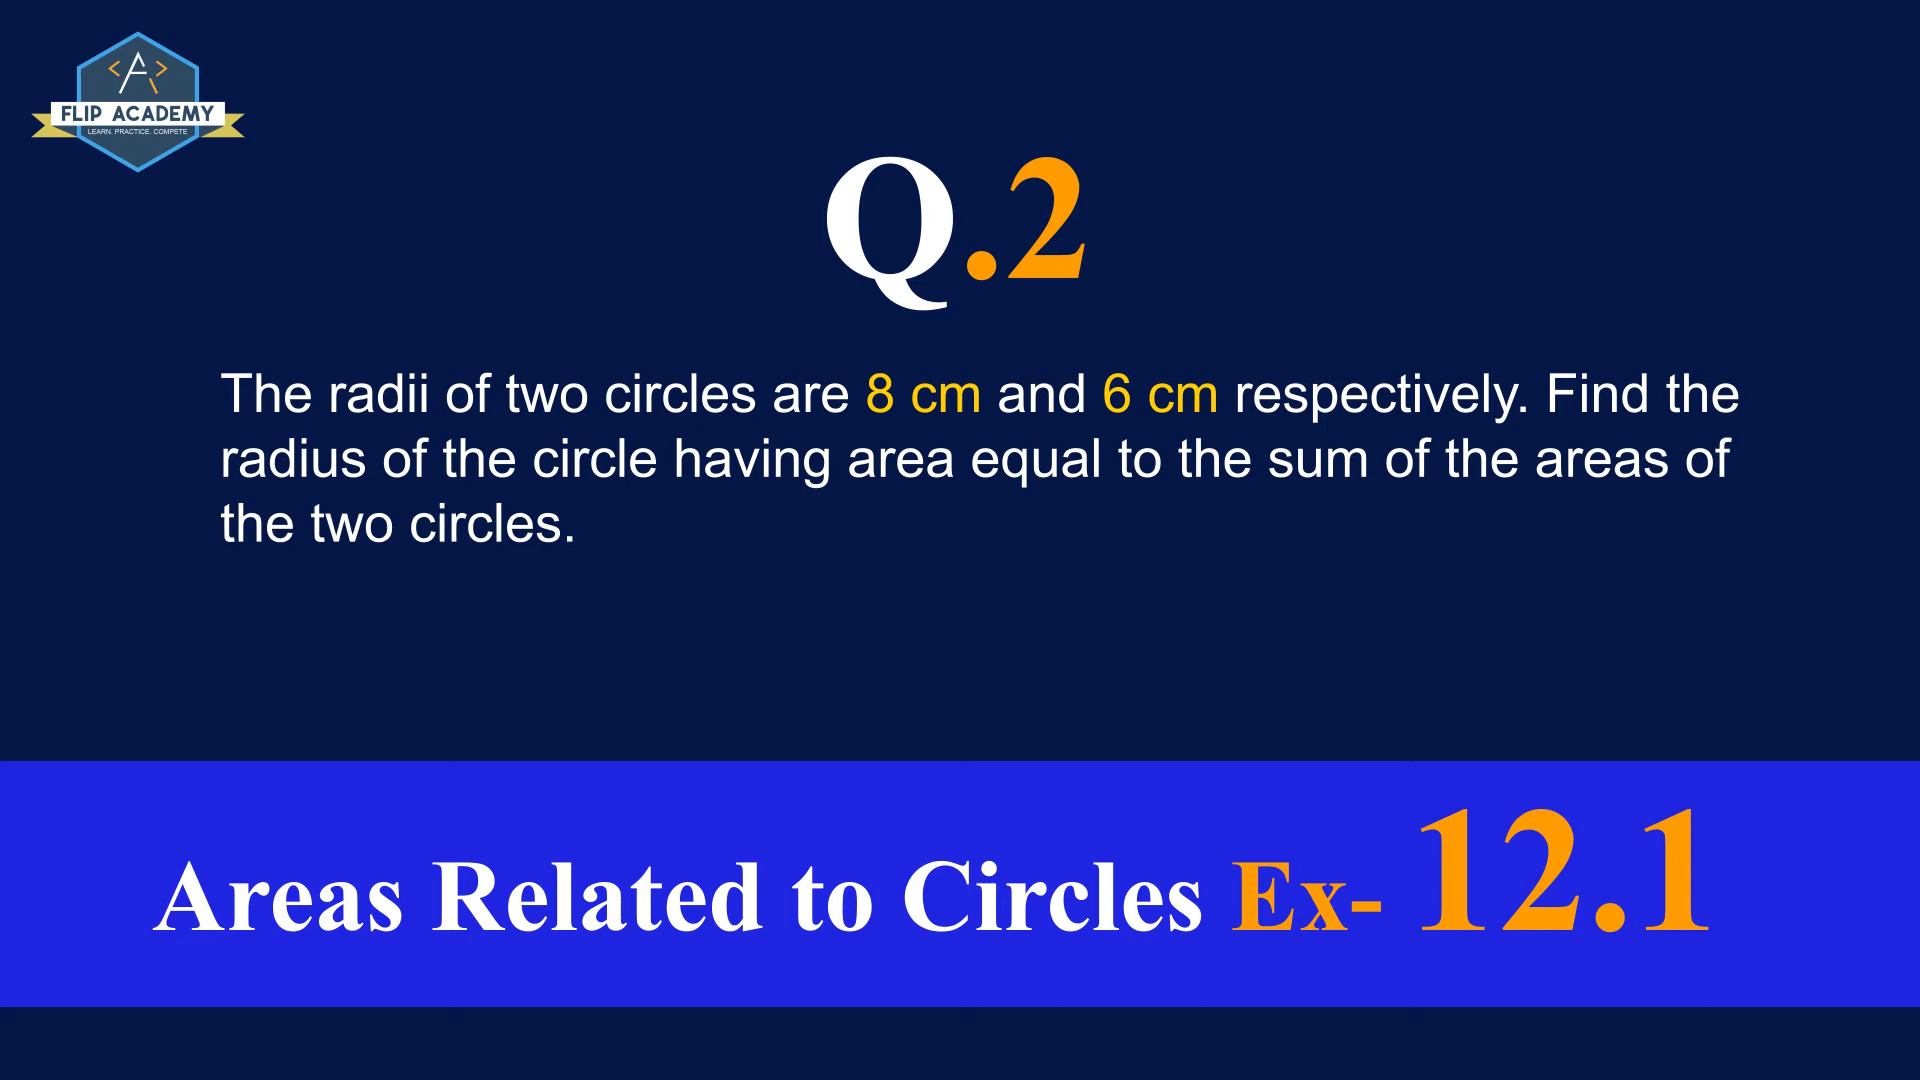 FLIP ACADEMY
LEARN. PRACTICE. COMPETE
Q.2
The radii of two circles are 8 cm and 6 cm respectively. Find the
radius of the circle having area equal to the sum of the areas of
the two circles.
Areas Related to Circles Ex- 12.1